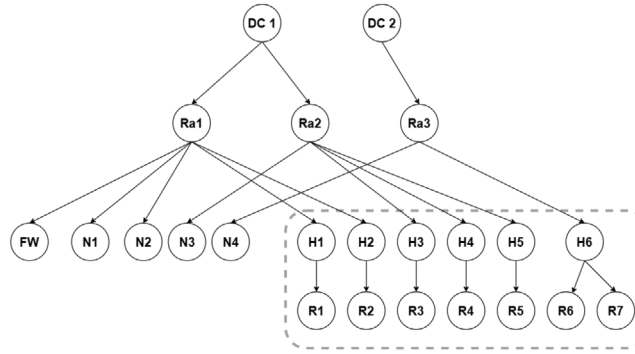 DC 1 DC 2
Ra1 Ra2 Ra3
FW N1 N2 N3 N4 H1 H2 H3 H4 H5 H6
R1 R2 R3 R4 R5 R6 R7